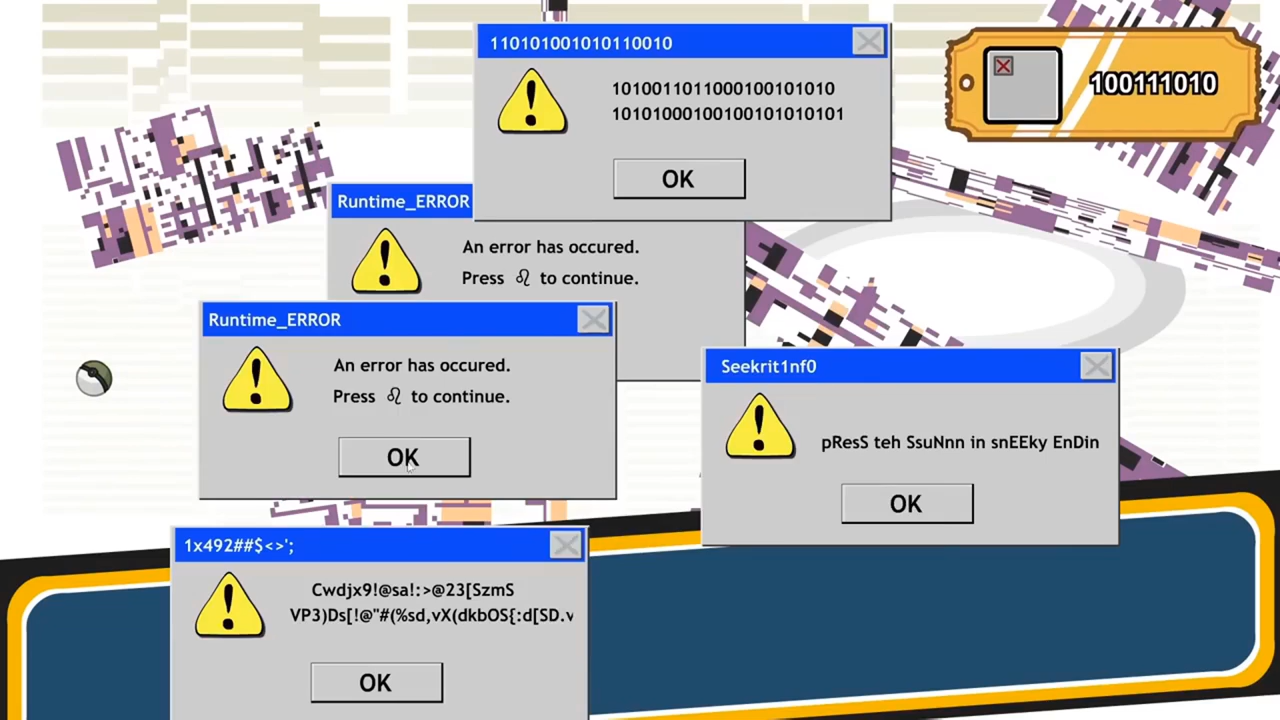 110101001010110010
1010011011000100101010
1010100010010010101010101
OK
100111010
Runtime_ERROR
An error has occured.
Press ♌ to continue.
Runtime_ERROR
An error has occured.
Press ♌ to continue.
OK
Seekrit1nf0
pResS teh SsuNnn in snEEky EnDin
OK
1x492##$<>';
Cwdjx9!@sa!:>@23[SzmS
VP3)Ds[!@"#(%sd,vX(dkbOS{:d[SD.v
OK